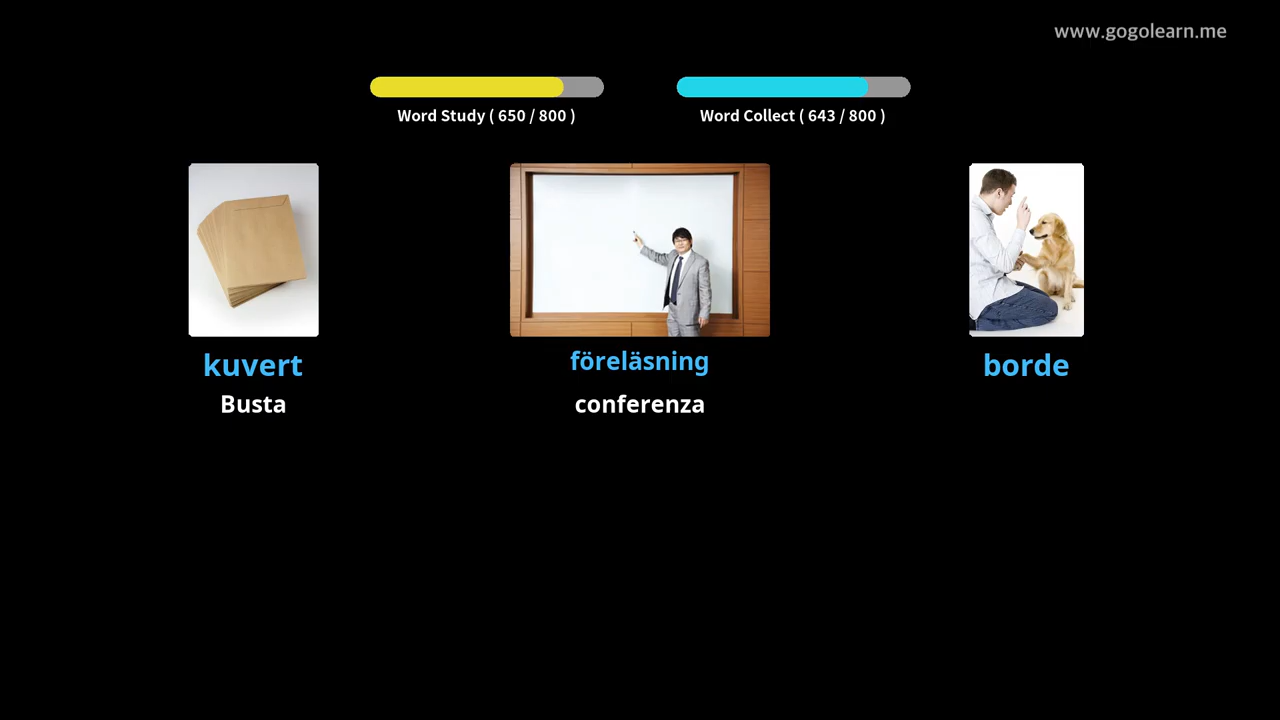 www.gogolearn.me
Word Study ( 650 / 800 )
Word Collect ( 643 / 800 )
kuvert
föreläsning
borde
Busta
conferenza